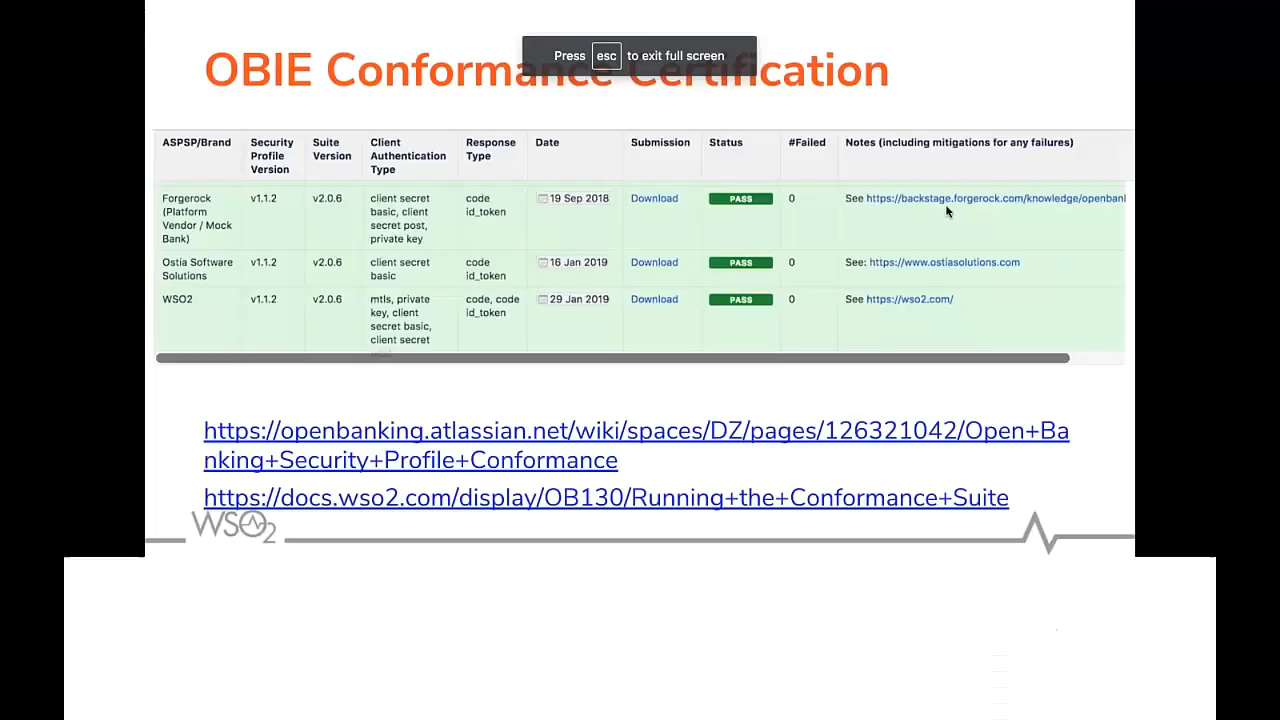 OBIE Conformance Certification
Press esc to exit full screen
ASPSP/Brand
Security
Profile
Version
Suite
Version
Client
Authentication
Type
Response
Type
Date
Submission
Status
#Failed
Notes (including mitigations for any failures)
Forgerock
(Platform
Vendor / Mock
Bank)
v1.1.2
v2.0.6
client secret
basic, client
secret post,
private key
code
id_token
19 Sep 2018
Download
PASS
0
See https://backstage.forgerock.com/knowledge/openbank
Ostia Software
Solutions
v1.1.2
v2.0.6
client secret
basic
code
id_token
16 Jan 2019
Download
PASS
0
See: https://www.ostiasolutions.com
WSO2
v1.1.2
v2.0.6
mtls, private
key, client
secret basic,
client secret
code, code
id_token
29 Jan 2019
Download
PASS
0
See https://wso2.com/
https://openbanking.atlassian.net/wiki/spaces/DZ/pages/126321042/Open+Ba
nking+Security+Profile+Conformance
https://docs.wso2.com/display/OB130/Running+the+Conformance+Suite
WSO2